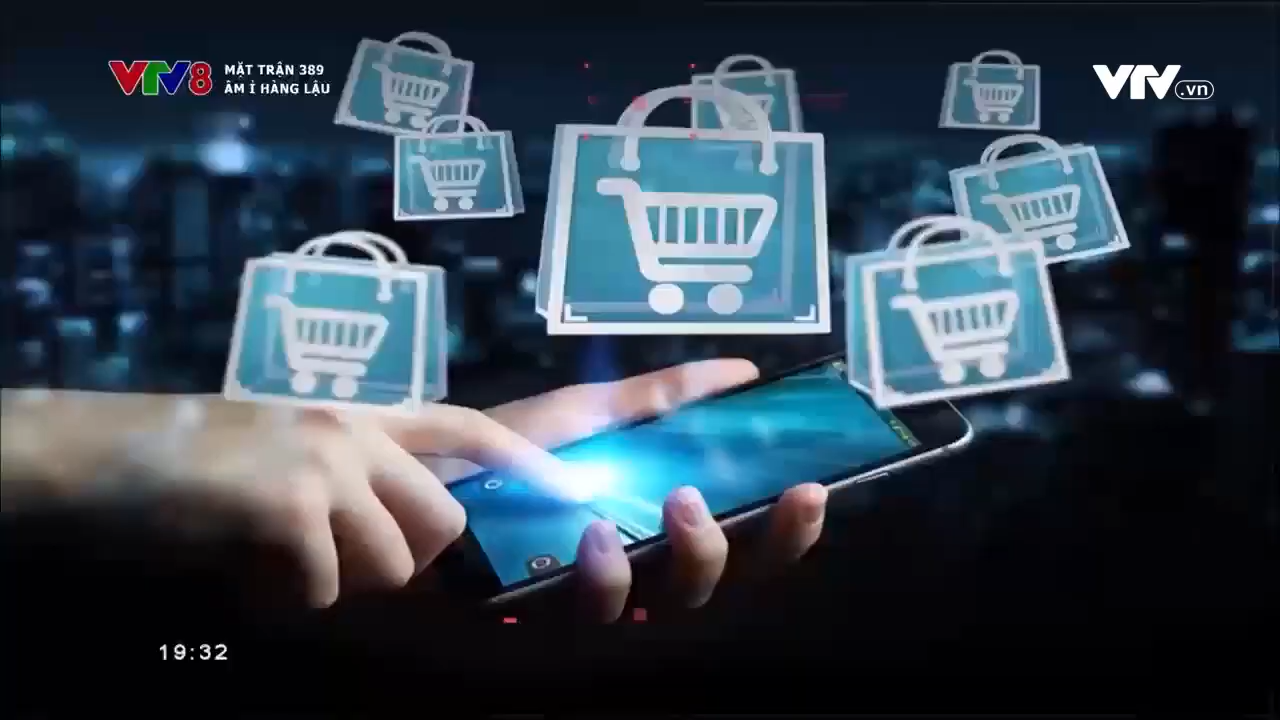 VTV8
MẶT TRẬN 389
ÂM Ỉ HÀNG LẬU
VTV.vn
19:32